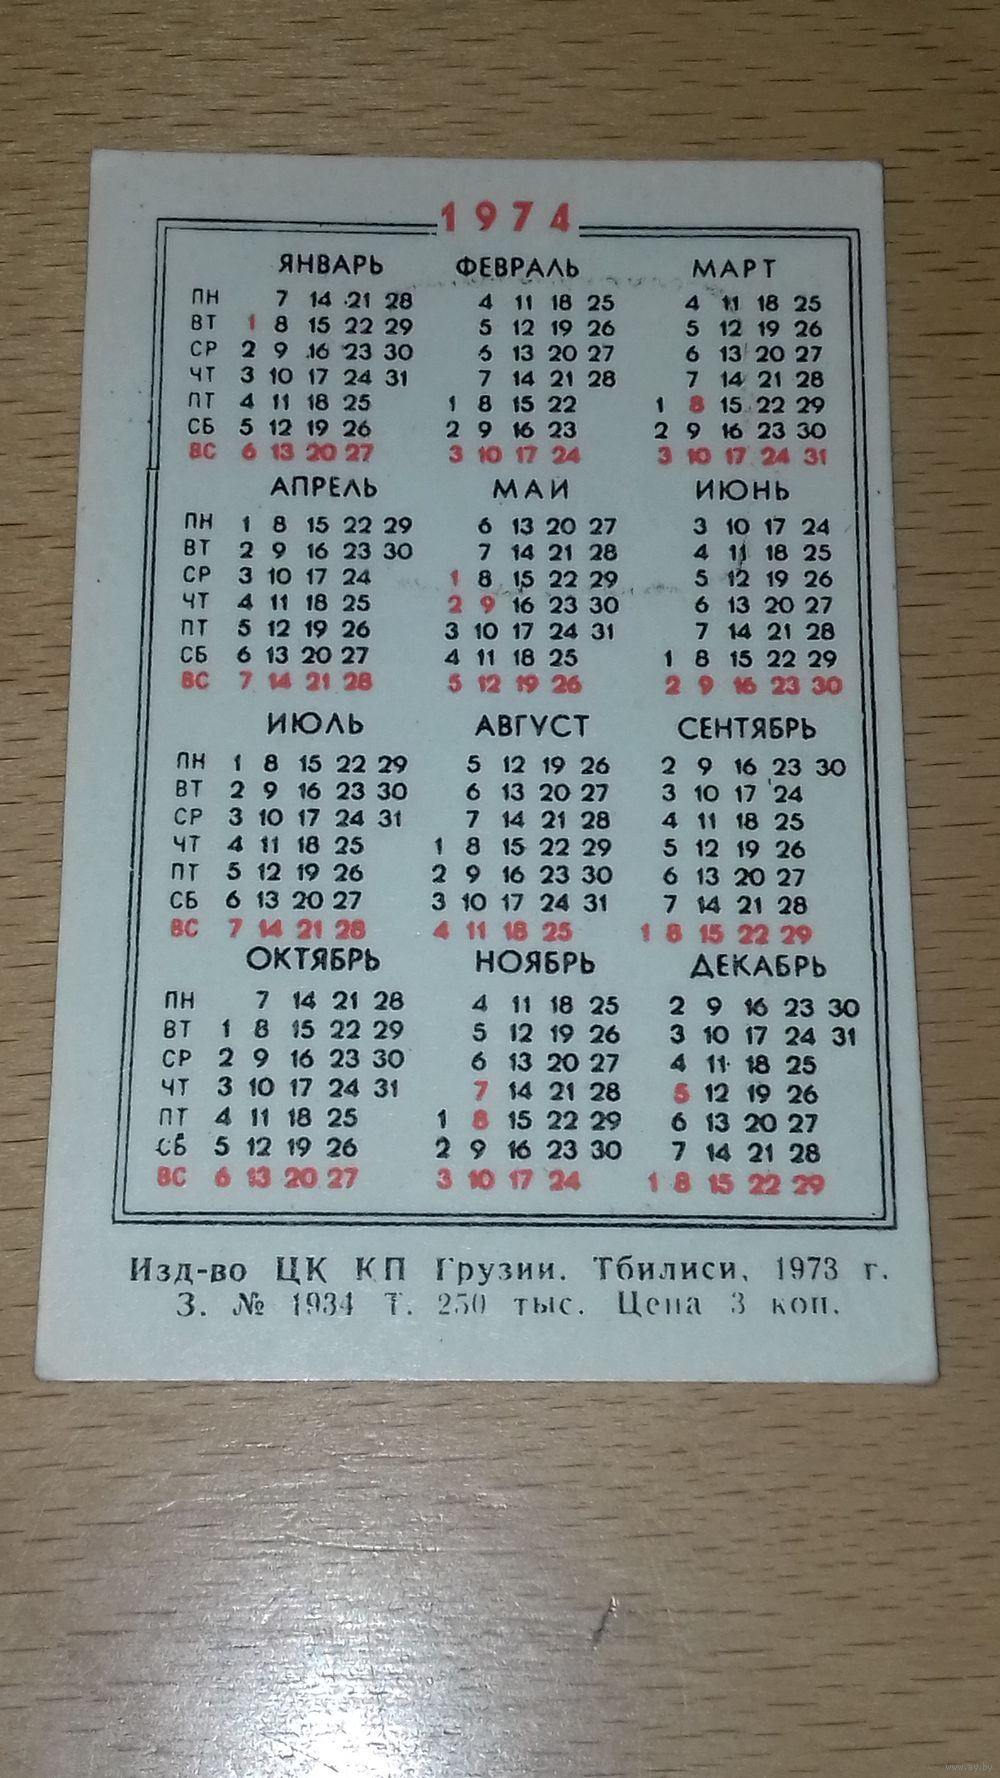 1974
ЯНВАРЬ ФЕВРАЛЬ МАРТ
ПН 7 14 21 28 4 11 18 25 4 11 18 25
ВТ 1 8 15 22 29 5 12 19 26 5 12 19 26
СР 2 9 16 23 30 6 13 20 27 6 13 20 27
ЧТ 3 10 17 24 31 7 14 21 28 7 14 21 28
ПТ 4 11 18 25 1 8 15 22 1 8 15 22 29
СБ 5 12 19 26 2 9 16 23 2 9 16 23 30
ВС 6 13 20 27 3 10 17 24 3 10 17 24 31
АПРЕЛЬ МАЙ ИЮНЬ
ПН 1 8 15 22 29 6 13 20 27 3 10 17 24
ВТ 2 9 16 23 30 7 14 21 28 4 11 18 25
СР 3 10 17 24 1 8 15 22 29 5 12 19 26
ЧТ 4 11 18 25 2 9 16 23 30 6 13 20 27
ПТ 5 12 19 26 3 10 17 24 31 7 14 21 28
СБ 6 13 20 27 4 11 18 25 1 8 15 22 29
ВС 7 14 21 28 5 12 19 26 2 9 16 23 30
ИЮЛЬ АВГУСТ СЕНТЯБРЬ
ПН 1 8 15 22 29 5 12 19 26 2 9 16 23 30
ВТ 2 9 16 23 30 6 13 20 27 3 10 17 24
СР 3 10 17 24 31 7 14 21 28 4 11 18 25
ЧТ 4 11 18 25 1 8 15 22 29 5 12 19 26
ПТ 5 12 19 26 2 9 16 23 30 6 13 20 27
СБ 6 13 20 27 3 10 17 24 31 7 14 21 28
ВС 7 14 21 28 4 11 18 25 1 8 15 22 29
ОКТЯБРЬ НОЯБРЬ ДЕКАБРЬ
ПН 7 14 21 28 4 11 18 25 2 9 16 23 30
ВТ 1 8 15 22 29 5 12 19 26 3 10 17 24 31
СР 2 9 16 23 30 6 13 20 27 4 11 18 25
ЧТ 3 10 17 24 31 7 14 21 28 5 12 19 26
ПТ 4 11 18 25 1 8 15 22 29 6 13 20 27
СБ 5 12 19 26 2 9 16 23 30 7 14 21 28
ВС 6 13 20 27 3 10 17 24 1 8 15 22 29
Изд-во ЦК КП Грузии. Тбилиси, 1973 г.
З. № 1934 Т. 250 тыс. Цена 3 коп.
www.ay.by